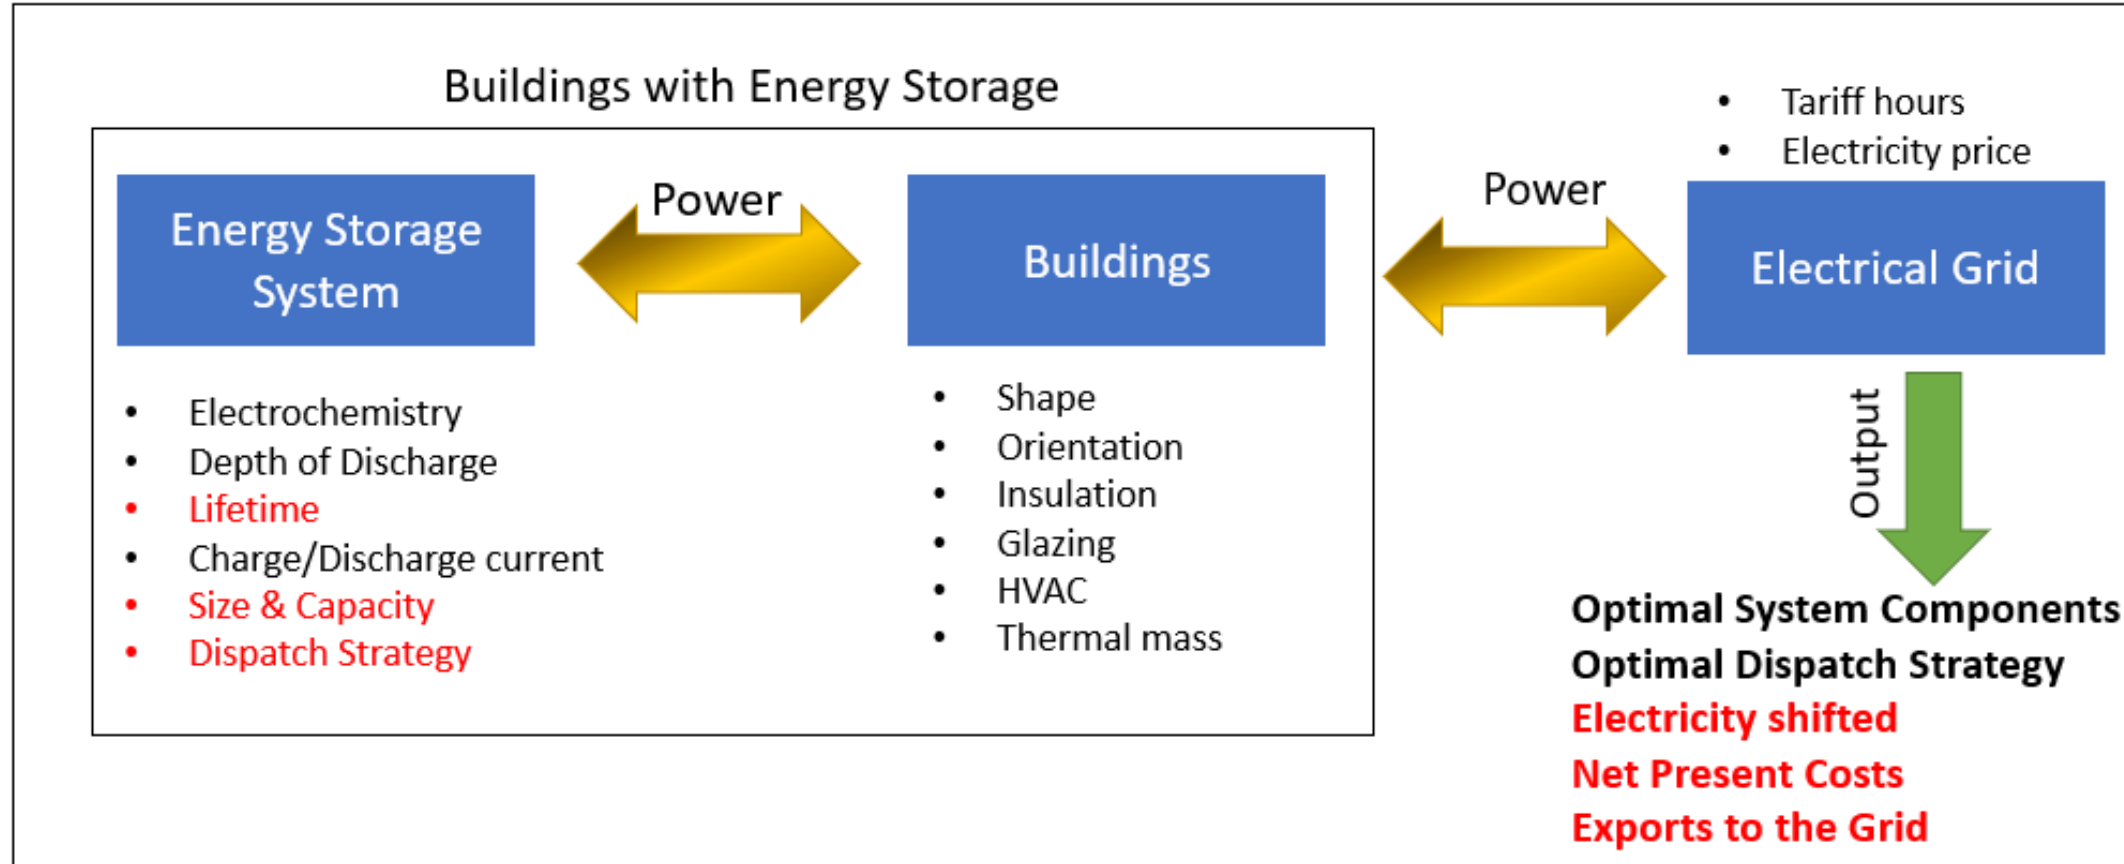 Buildings with Energy Storage
Energy Storage
System
Power
Buildings
• Electrochemistry
• Depth of Discharge
• Lifetime
• Charge/Discharge current
• Size & Capacity
• Dispatch Strategy
• Shape
• Orientation
• Insulation
• Glazing
• HVAC
• Thermal mass
Power
• Tariff hours
• Electricity price
Electrical Grid
Output
Optimal System Components
Optimal Dispatch Strategy
Electricity shifted
Net Present Costs
Exports to the Grid